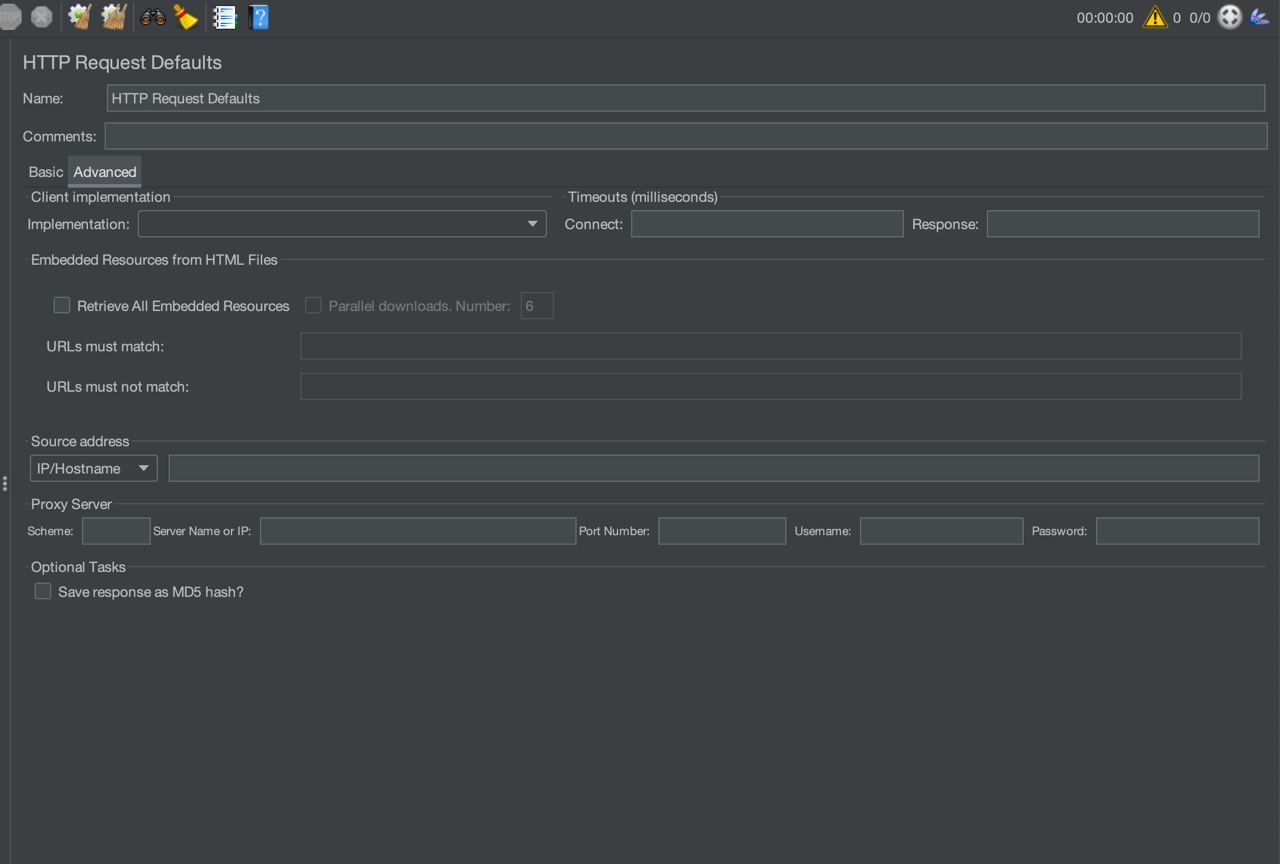 STOP
00:00:00 0 0/0
HTTP Request Defaults
Name: HTTP Request Defaults
Comments:
Basic Advanced
Client implementation Timeouts (milliseconds)
Implementation: Connect: Response:
Embedded Resources from HTML Files
Retrieve All Embedded Resources Parallel downloads. Number: 6
URLs must match:
URLs must not match:
Source address
IP/Hostname
Proxy Server
Scheme: Server Name or IP: Port Number: Username: Password:
Optional Tasks
Save response as MD5 hash?